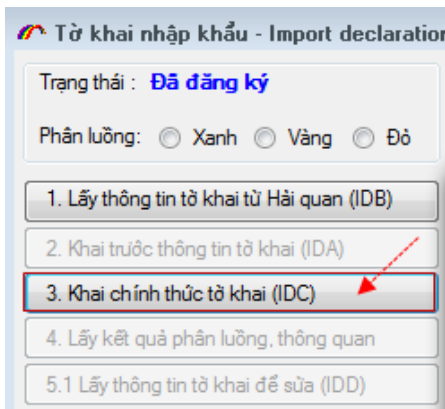 Tờ khai nhập khẩu - Import declaration
Trạng thái : Đã đăng ký
Phân luồng: Xanh Vàng Đỏ
1. Lấy thông tin tờ khai từ Hải quan (IDB)
2. Khai trước thông tin tờ khai (IDA)
3. Khai chính thức tờ khai (IDC)
4. Lấy kết quả phân luồng, thông quan
5.1 Lấy thông tin tờ khai để sửa (IDD)